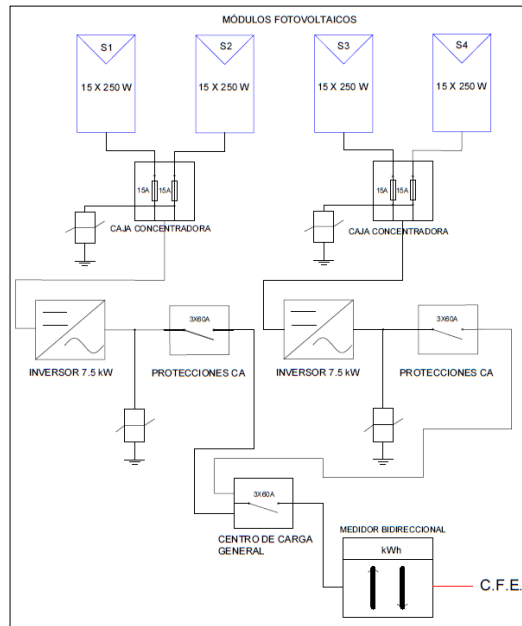 MÓDULOS FOTOVOLTAICOS
S1
S2
S3
S4
15 X 250 W
15 X 250 W
15 X 250 W
15 X 250 W
15A
15A
15A
15A
CAJA CONCENTRADORA
CAJA CONCENTRADORA
3X60A
3X60A
INVERSOR 7.5 kW
PROTECCIONES CA
INVERSOR 7.5 kW
PROTECCIONES CA
3X60A
CENTRO DE CARGA
GENERAL
MEDIDOR BIDIRECCIONAL
kWh
C.F.E.